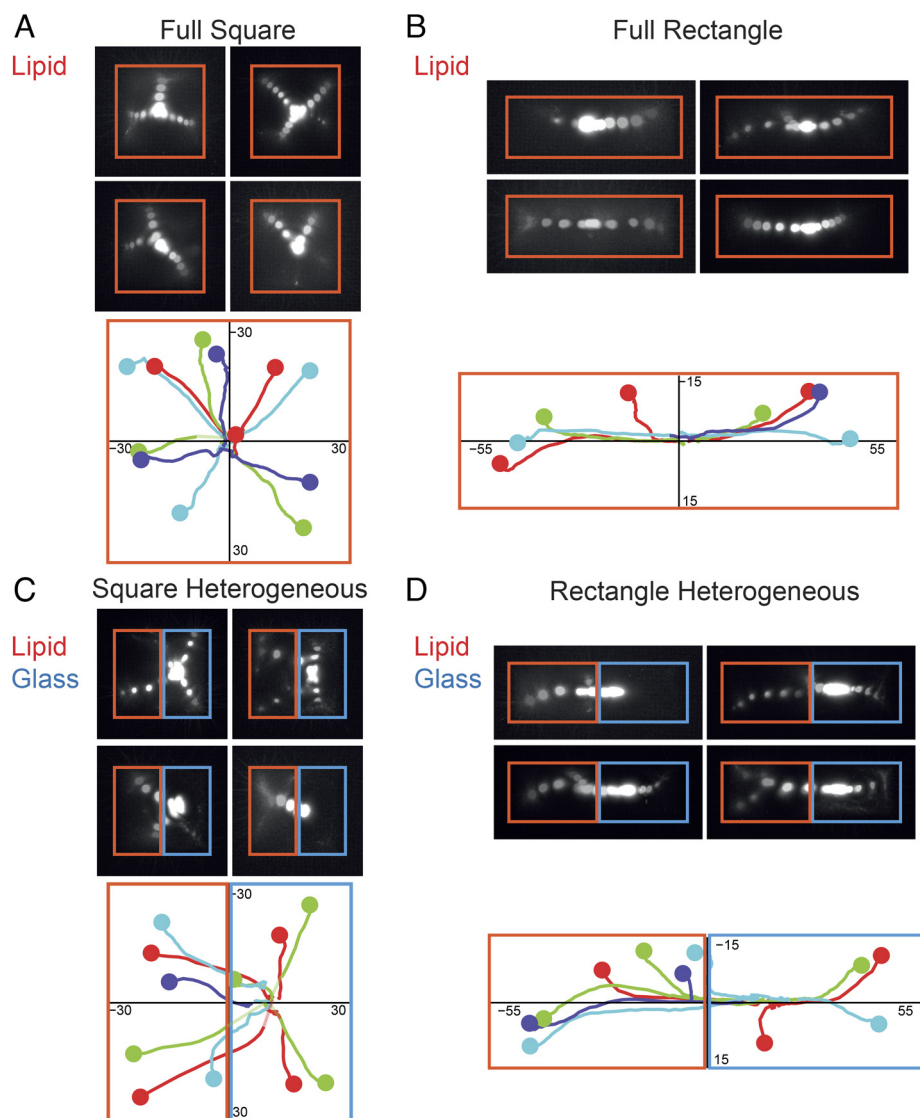 A
Full Square
Lipid
-30
-30
30
30
B
Full Rectangle
Lipid
-15
-55
55
15
C
Square Heterogeneous
Lipid
Glass
-30
-30
30
30
D
Rectangle Heterogeneous
Lipid
Glass
-15
-55
55
15